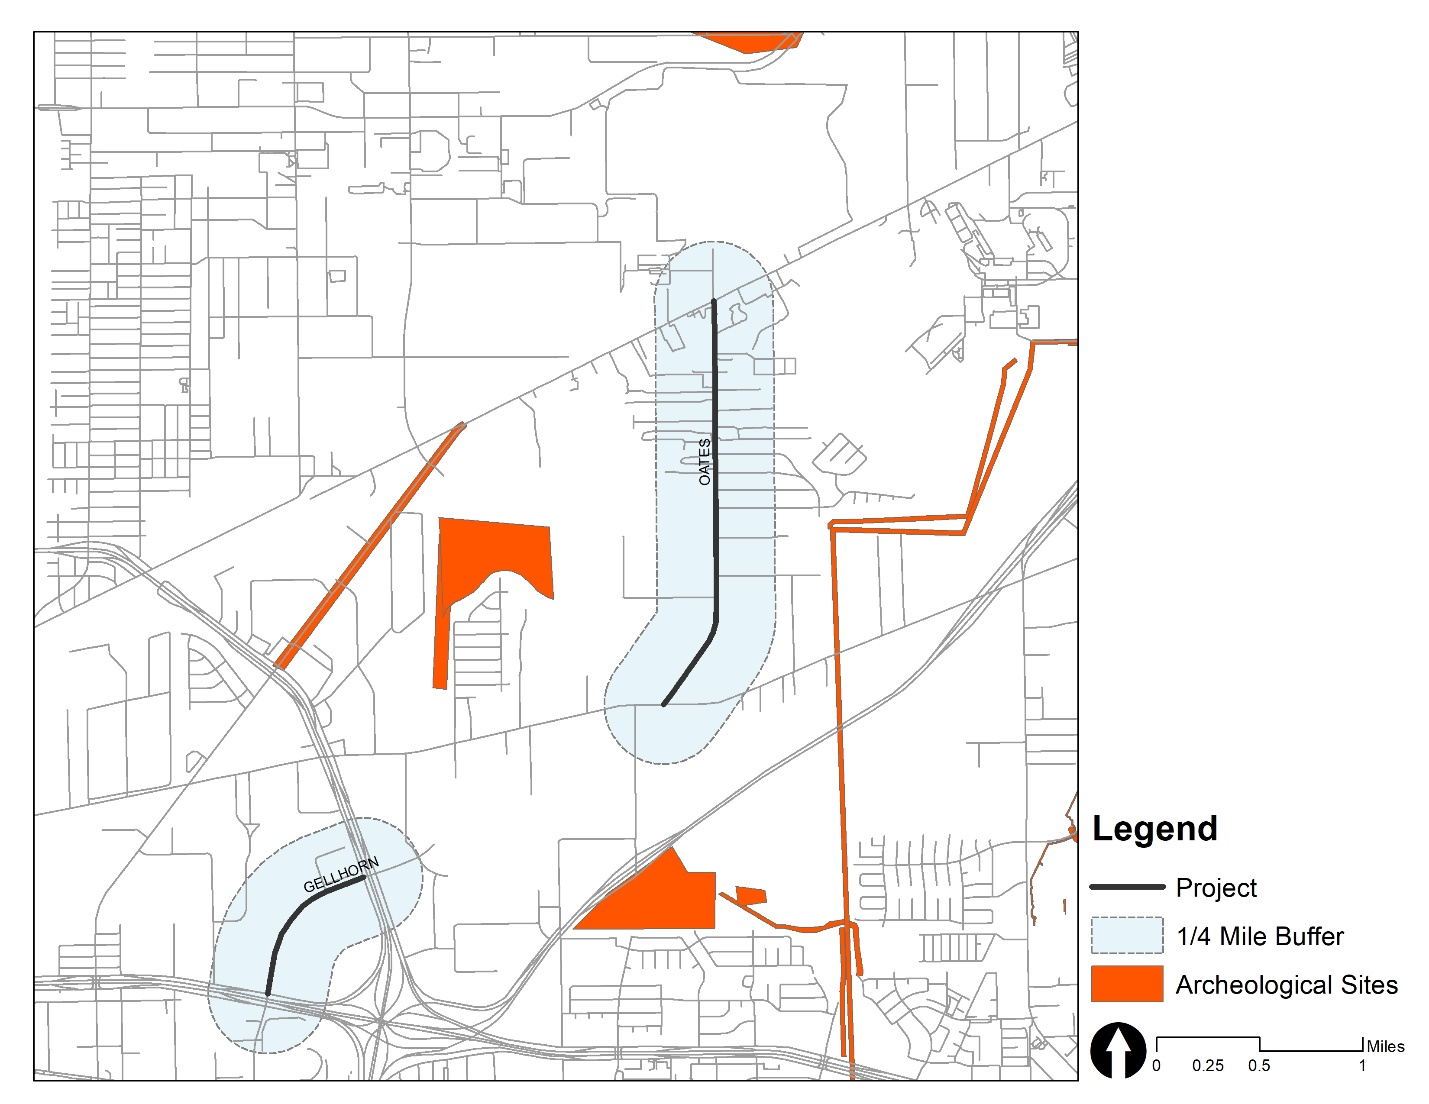 OATES
GELLHORN
Legend
Project
1/4 Mile Buffer
Archeological Sites
Miles
0 0.25 0.5 1